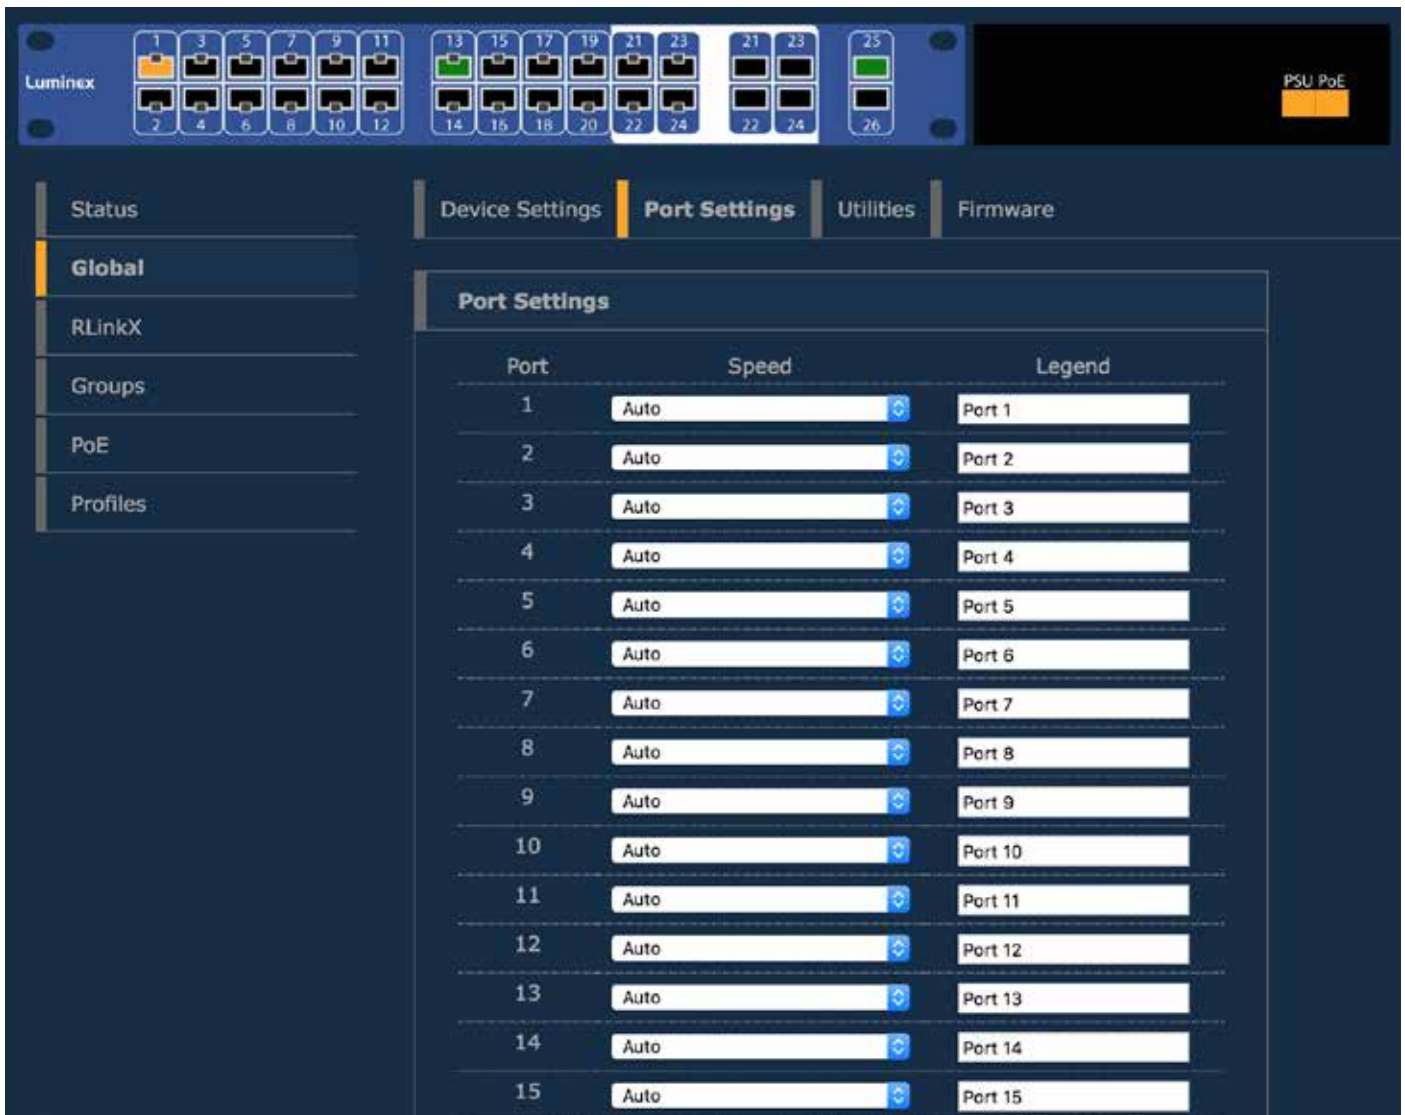 1 3 5 7 9 11 13 15 17 19 21 23 21 23 25
Luminex
PSU PoE
2 4 6 8 10 12 14 16 18 20 22 24 22 24 26
Status
Global
RLinkX
Groups
PoE
Profiles
Device Settings Port Settings Utilities Firmware
Port Settings
Port Speed Legend
1 Auto Port 1
2 Auto Port 2
3 Auto Port 3
4 Auto Port 4
5 Auto Port 5
6 Auto Port 6
7 Auto Port 7
8 Auto Port 8
9 Auto Port 9
10 Auto Port 10
11 Auto Port 11
12 Auto Port 12
13 Auto Port 13
14 Auto Port 14
15 Auto Port 15